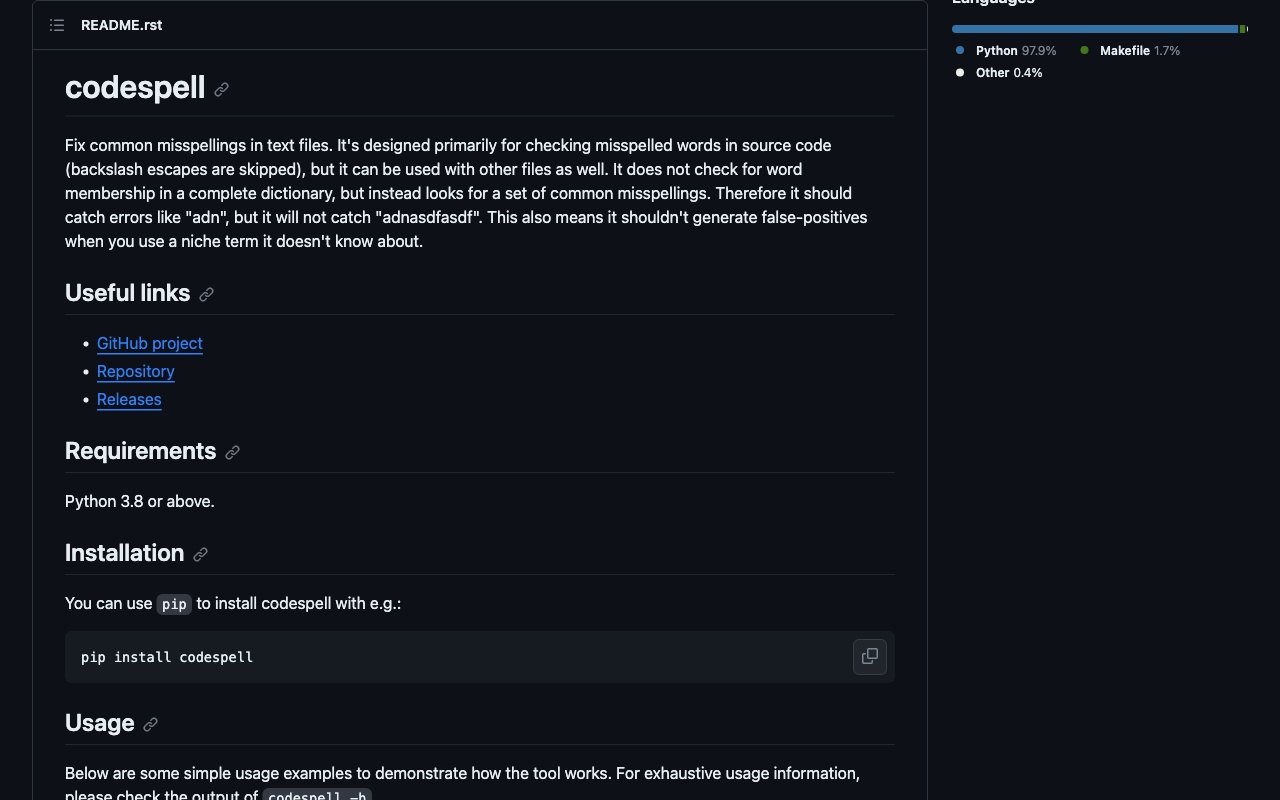 README.rst
codespell
Fix common misspellings in text files. It's designed primarily for checking misspelled words in source code
(backslash escapes are skipped), but it can be used with other files as well. It does not check for word
membership in a complete dictionary, but instead looks for a set of common misspellings. Therefore it should
catch errors like "adn", but it will not catch "adnasdfasdf". This also means it shouldn't generate false-positives
when you use a niche term it doesn't know about.
Useful links
• GitHub project
• Repository
• Releases
Requirements
Python 3.8 or above.
Installation
You can use pip to install codespell with e.g.:
pip install codespell
Usage
Below are some simple usage examples to demonstrate how the tool works. For exhaustive usage information,
please check the output of codespell -h
Languages
Python 97.9%
Makefile 1.7%
Other 0.4%